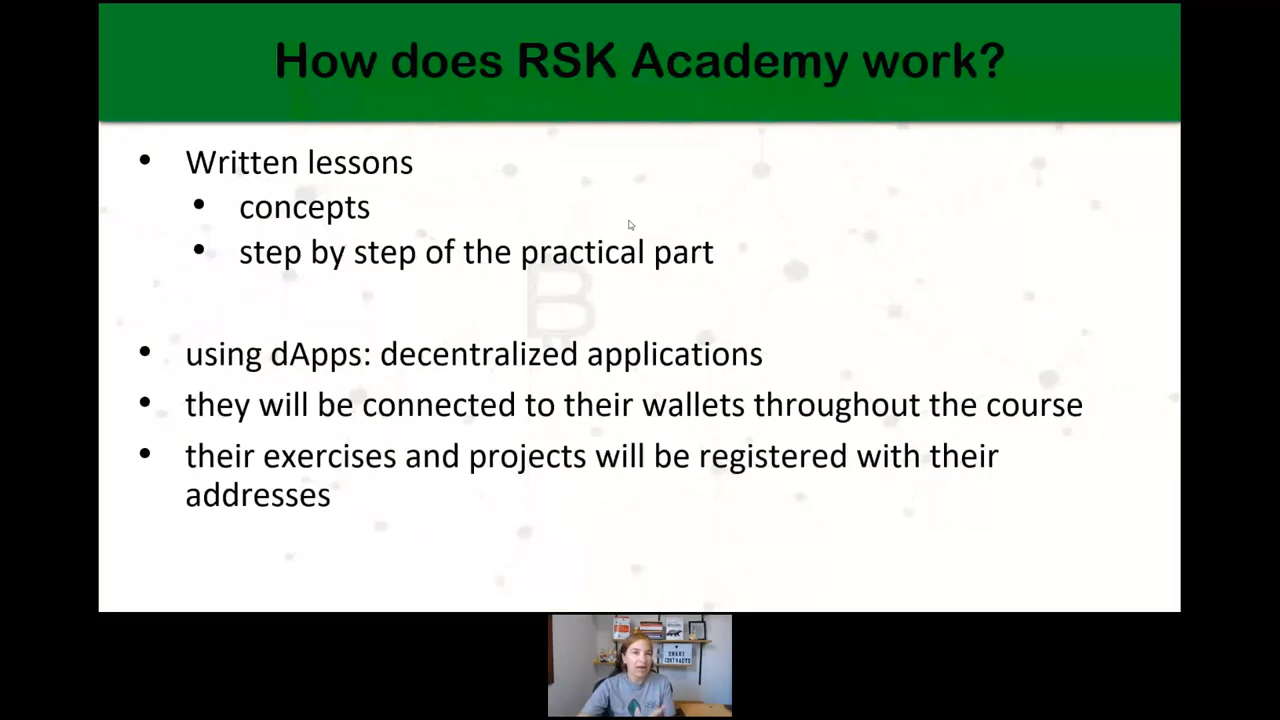 How does RSK Academy work?
• Written lessons
• concepts
• step by step of the practical part
• using dApps: decentralized applications
• they will be connected to their wallets throughout the course
• their exercises and projects will be registered with their
addresses
SMART
CONTRACTS